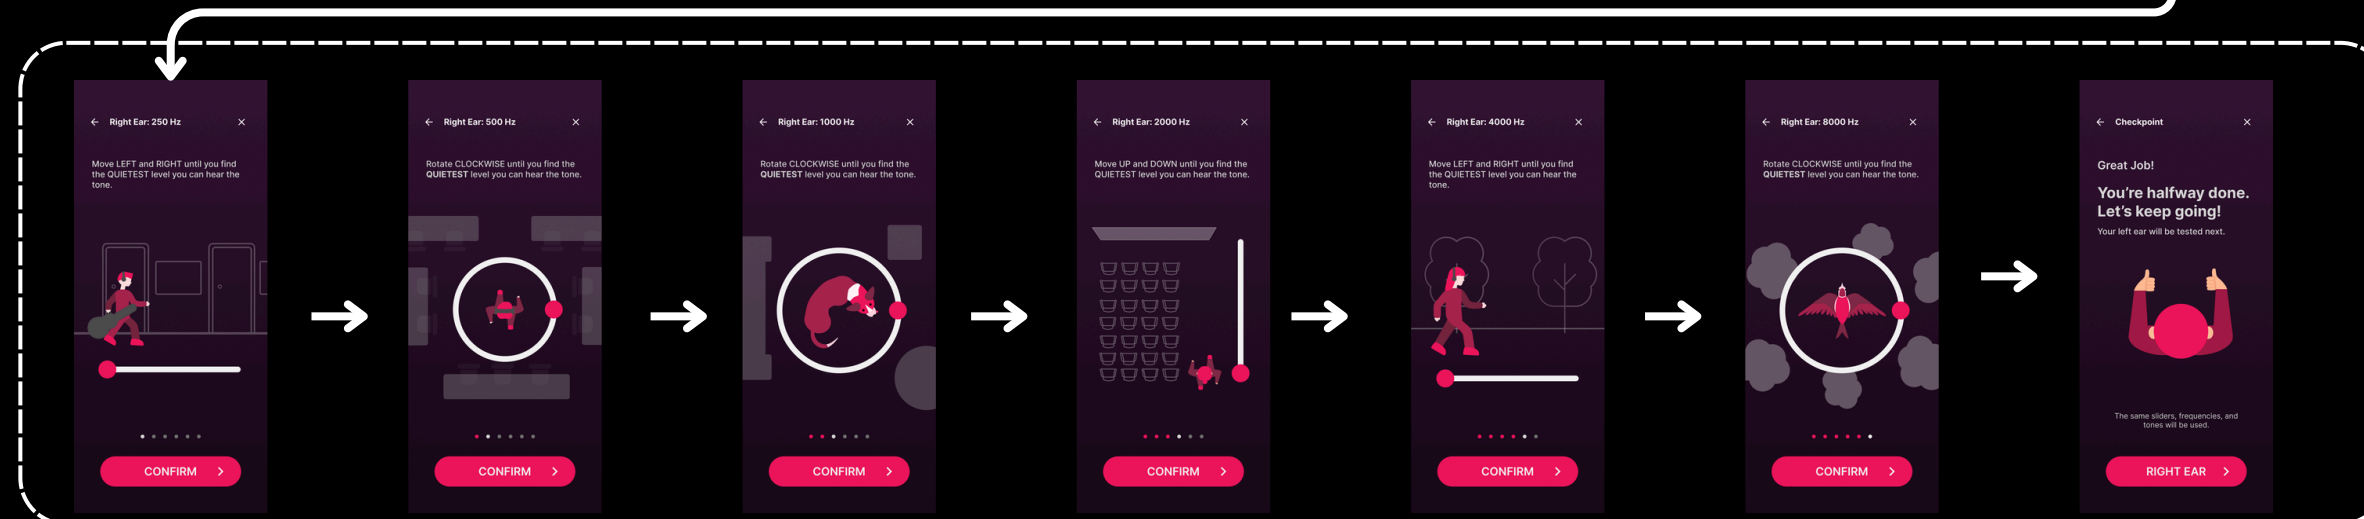 Right Ear: 250 Hz
Move LEFT and RIGHT until you find
the QUIETEST level you can hear the
tone.
CONFIRM
Right Ear: 500 Hz
Rotate CLOCKWISE until you find the
QUIETEST level you can hear the tone.
CONFIRM
Right Ear: 1000 Hz
Rotate CLOCKWISE until you find the
QUIETEST level you can hear the tone.
CONFIRM
Right Ear: 2000 Hz
Move UP and DOWN until you find the
QUIETEST level you can hear the tone.
CONFIRM
Right Ear: 4000 Hz
Move LEFT and RIGHT until you find
the QUIETEST level you can hear the
tone.
CONFIRM
Right Ear: 8000 Hz
Rotate CLOCKWISE until you find the
QUIETEST level you can hear the tone.
CONFIRM
Checkpoint
Great Job!
You're halfway done.
Let's keep going!
Your left ear will be tested next.
The same sliders, frequencies, and
tones will be used.
RIGHT EAR